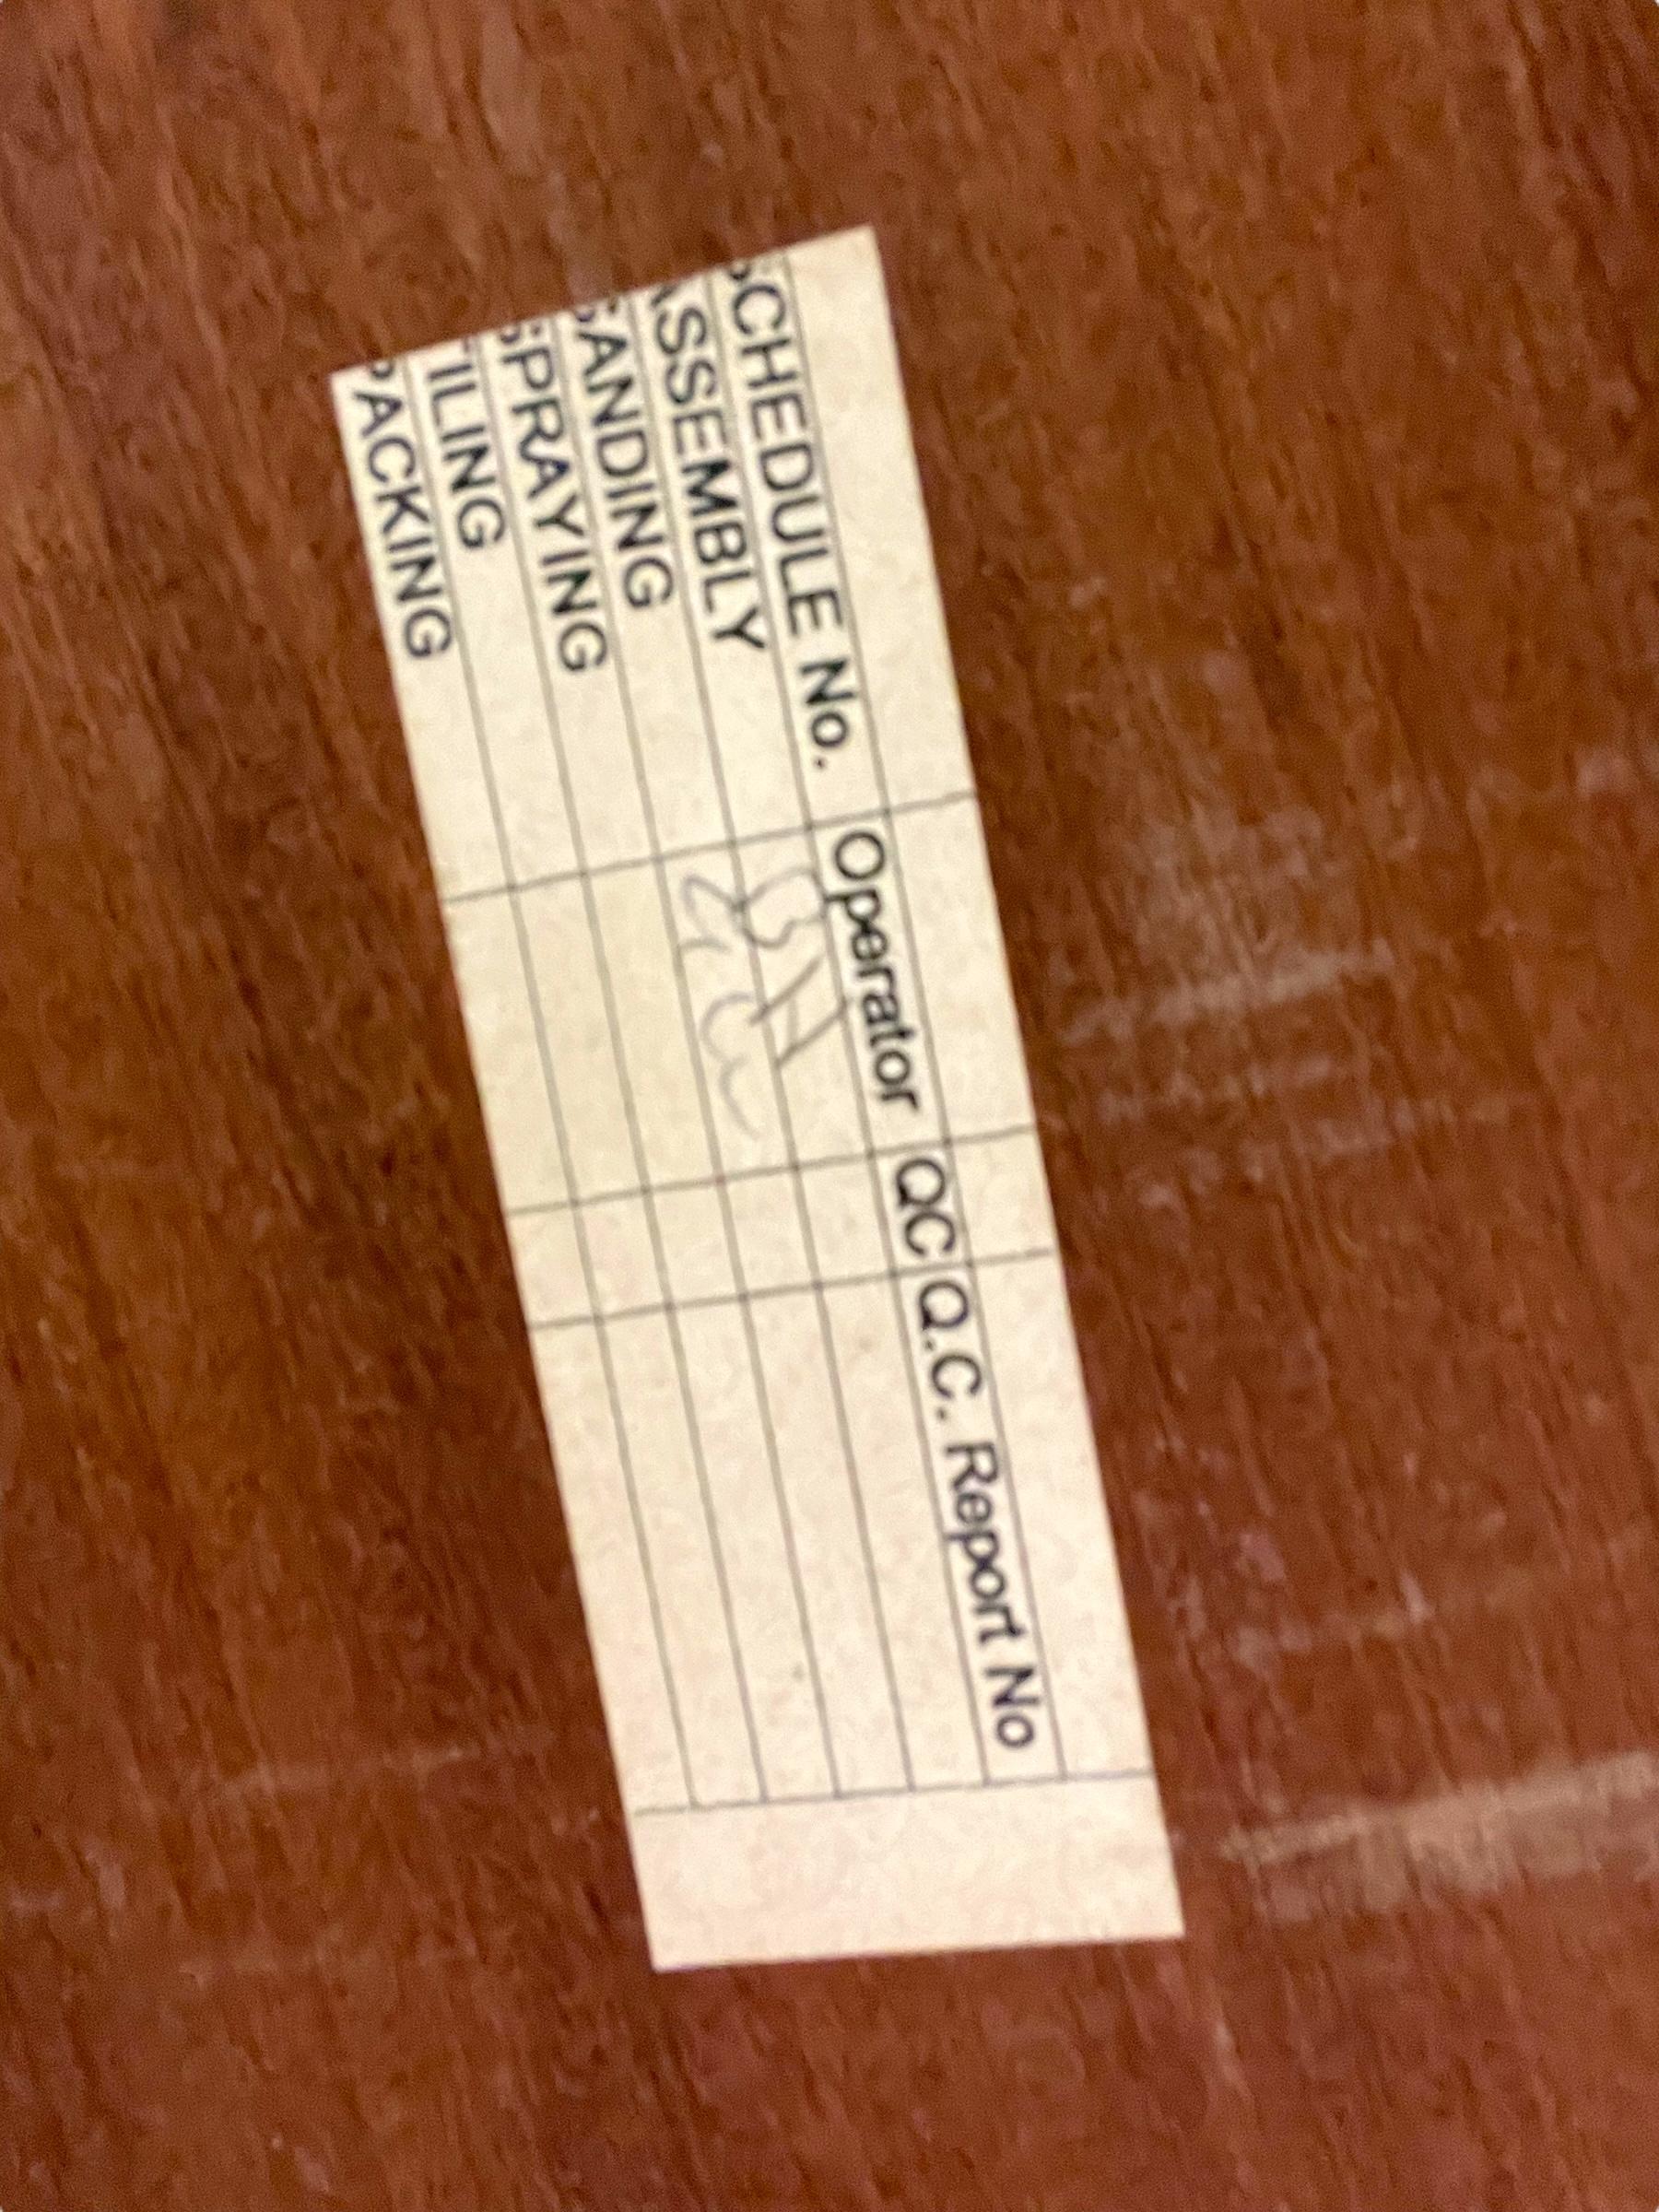 SCHEDULE No. Operator QC Q.C. Report No
ASSEMBLY
SANDING
SPRAYING
TILING
PACKING